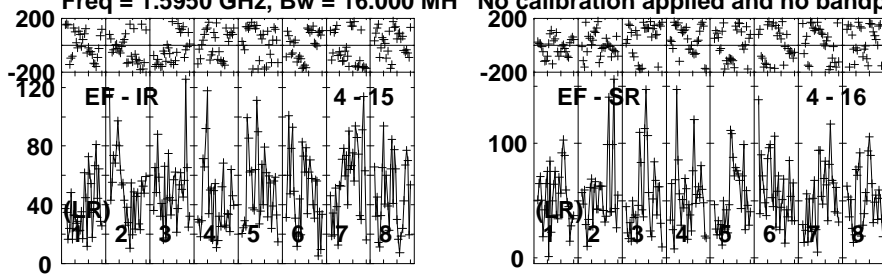 Freq = 1.5950 GHz, Bw = 16.000 MH No calibration applied and no bandp
200
-200
120
80
40
0
EF - IR 4 - 15
(LR)
1 2 3 4 5 6 7 8
200
-200
100
0
EF - SR 4 - 16
(LR)
1 2 3 4 5 6 7 8